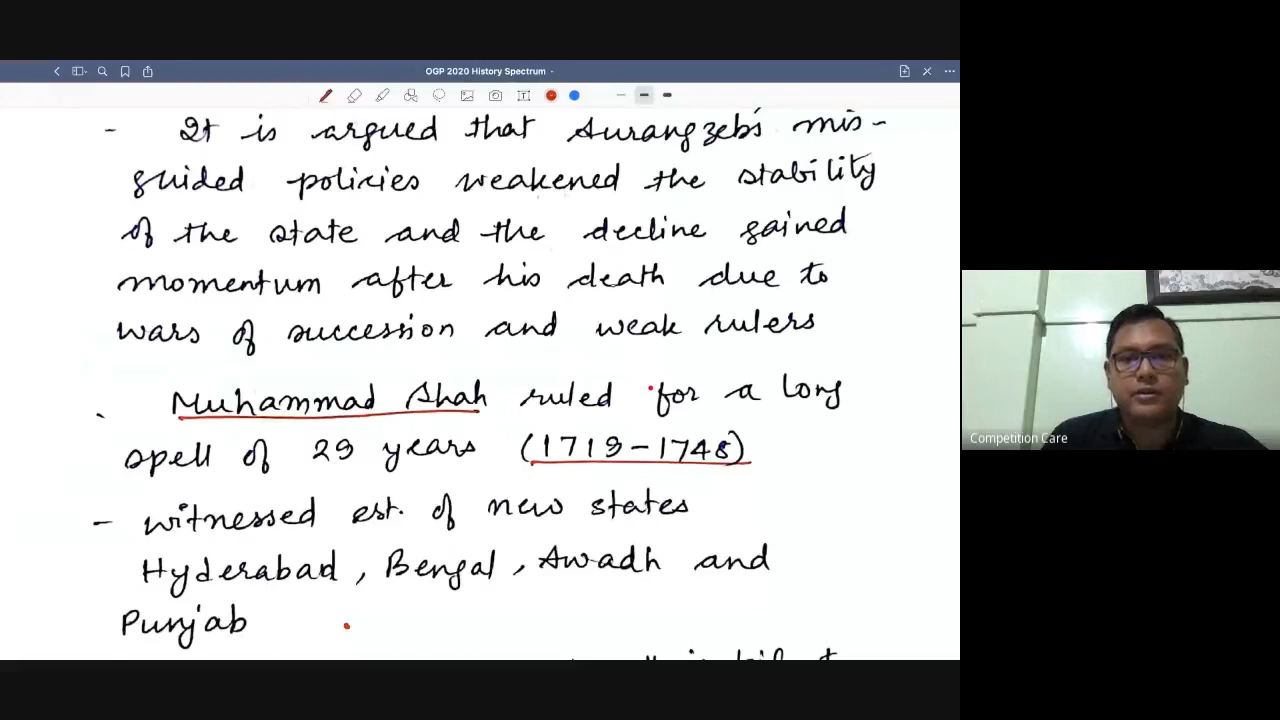 OGP 2020 History Spectrum
- It is argued that Aurangzeb's mis-
guided policies weakened the stability
of the state and the decline gained
momentum after his death due to
wars of succession and weak rulers
Muhammad Shah ruled for a long
spell of 29 years (1719-1748)
- witnessed est. of new states
Hyderabad, Bengal, Awadh and
Punjab
Competition Care